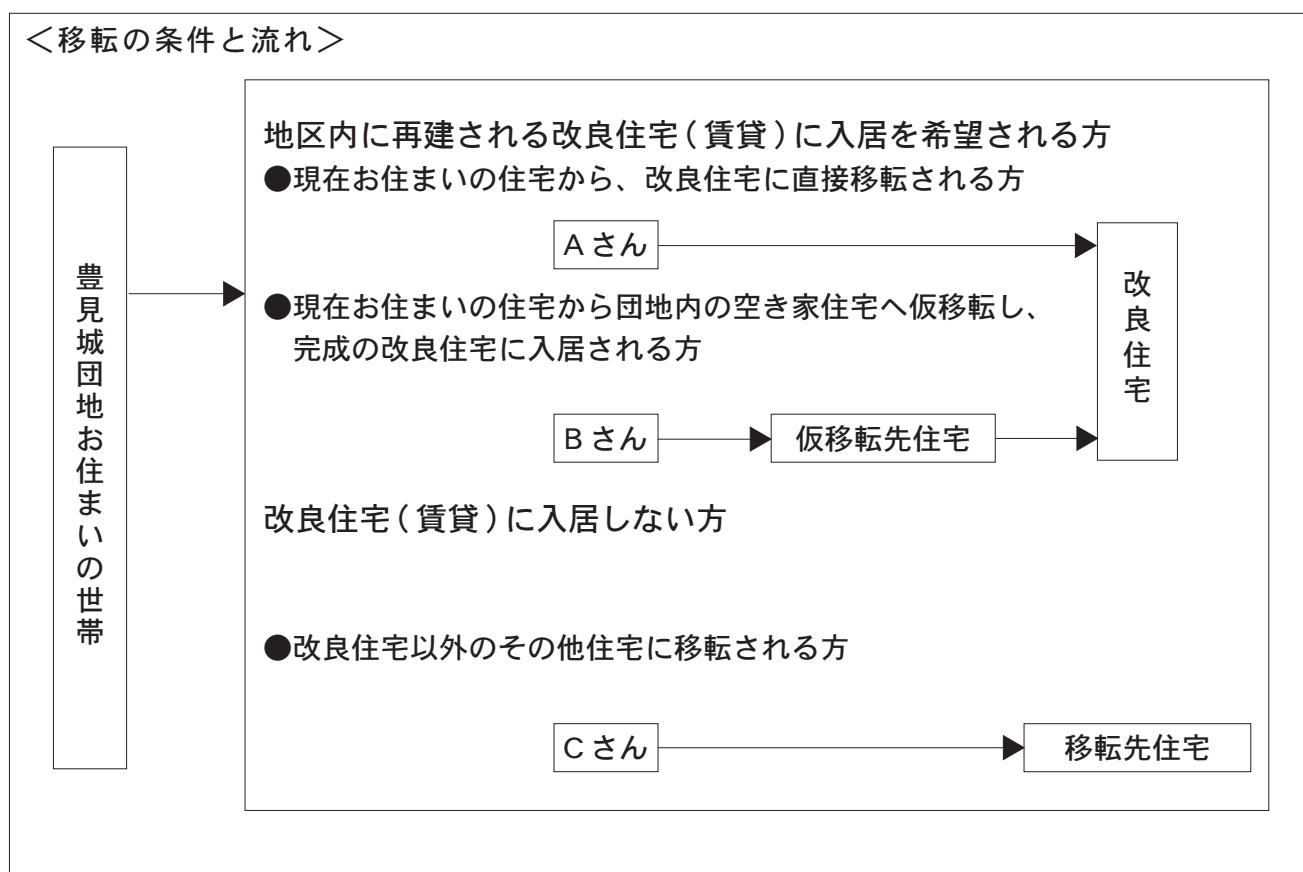 ＜移転の条件と流れ＞
豊見城団地お住まいの世帯
地区内に再建される改良住宅(賃貸)に入居を希望される方
●現在お住まいの住宅から、改良住宅に直接移転される方
Aさん
改良住宅
●現在お住まいの住宅から団地内の空き家住宅へ仮移転し、
完成の改良住宅に入居される方
Bさん
仮移転先住宅
改良住宅(賃貸)に入居しない方
●改良住宅以外のその他住宅に移転される方
Cさん
移転先住宅